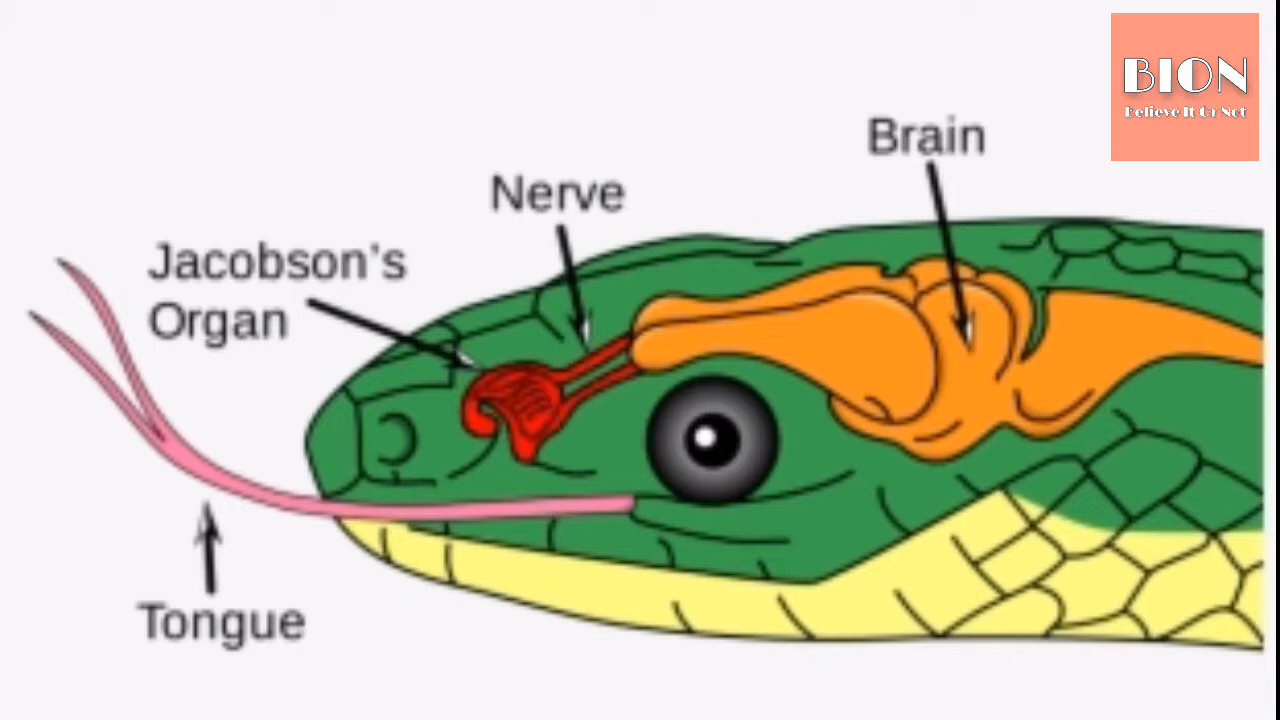 BION
Believe It Or Not
Brain
Nerve
Jacobson's
Organ
Tongue